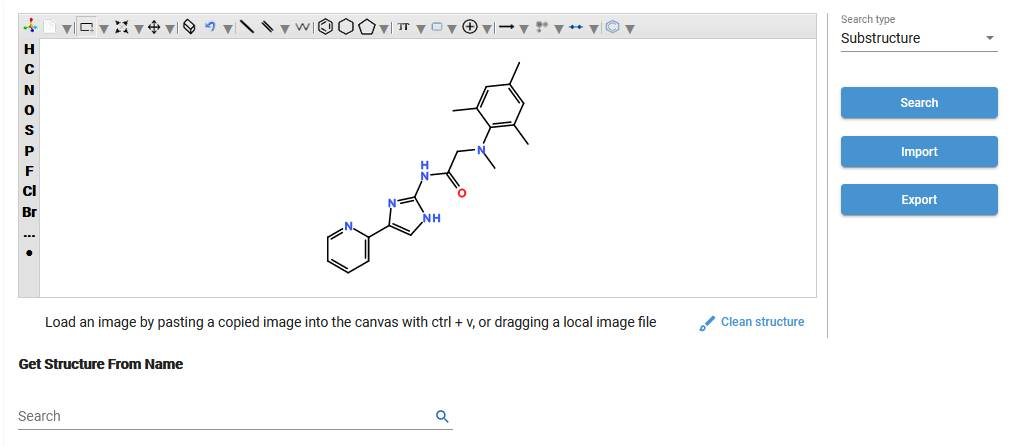 Search type
TT
H
Substructure
C
N
O
S
P
F
Cl
Br
...
N
H
N
O
N
NH
N
Search
Import
Export
Load an image by pasting a copied image into the canvas with ctrl + v, or dragging a local image file
Clean structure
Get Structure From Name
Search